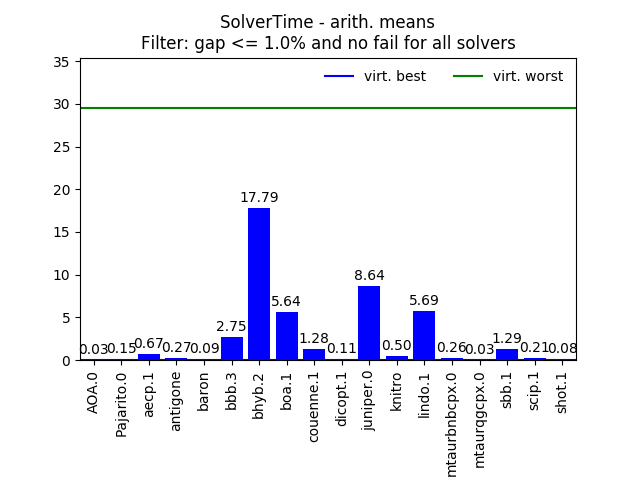 SolverTime - arith. means
Filter: gap <= 1.0% and no fail for all solvers
virt. best
virt. worst
35
30
25
20
15
10
5
0
0.03
0.15
0.67
0.27
0.09
2.75
17.79
5.64
1.28
0.11
8.64
0.50
5.69
0.26
0.03
1.29
0.21
0.08
AOA.0
Pajarito.0
aecp.1
antigone
baron
bbb.3
bhyb.2
boa.1
couenne.1
dicopt.1
juniper.0
knitro
lindo.1
mtaurbnbcpx.0
mtaurqgcpx.0
sbb.1
scip.1
shot.1